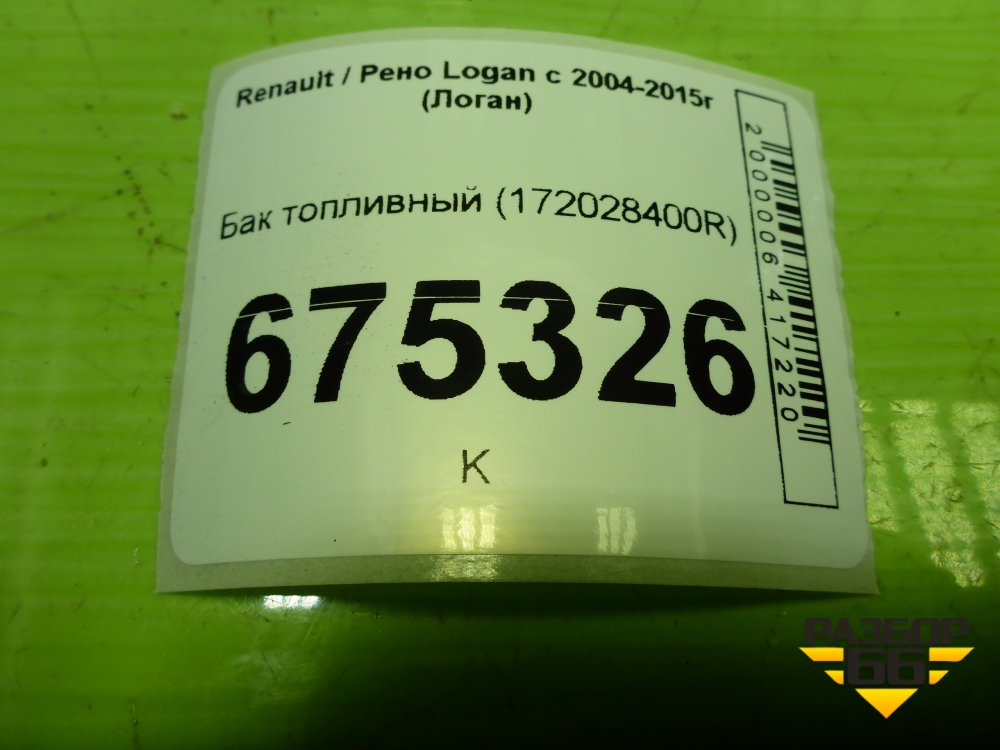 Renault / Рено Logan с 2004-2015г
(Логан)
Бак топливный (172028400R)
675326
К
2000006417220
РАЗБОР
66